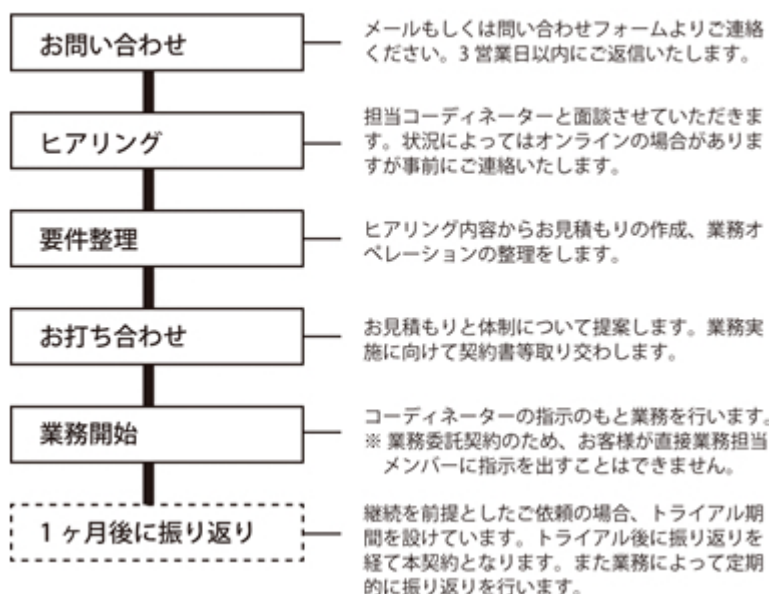 お問い合わせ
メールもしくは問い合わせフォームよりご連絡
ください。3 営業日以内にご返信いたします。
ヒアリング
担当コーディネーターと面談させていただきま
す。状況によってはオンラインの場合がありま
すが事前にご連絡いたします。
要件整理
ヒアリング内容からお見積もりの作成、業務オ
ペレーションの整理をします。
お打ち合わせ
お見積もりと体制について提案します。業務実
施に向けて契約書等取り交わします。
業務開始
コーディネーターの指示のもと業務を行います。
※ 業務委託契約のため、お客様が直接業務担当
メンバーに指示を出すことはできません。
1 ヶ月後に振り返り
継続を前提としたご依頼の場合、トライアル期
間を設けています。トライアル後に振り返りを
経て本契約となります。また業務によって定期
的に振り返りを行います。